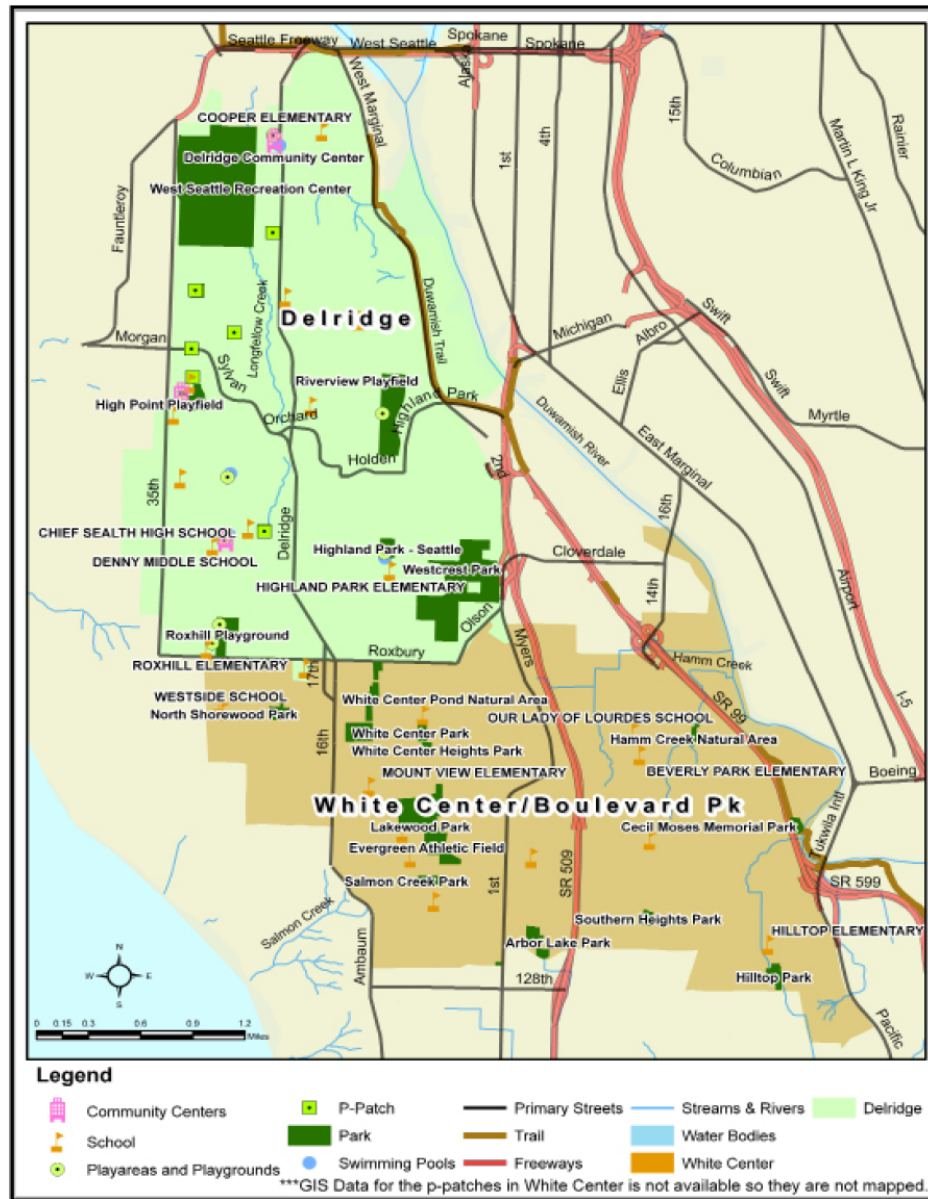 Seattle Freeway
West Seattle
Spokane
Spokane
Alaska
West Marginal
15th
4th
1st
Rainier
Martin L King Jr
Columbian
COOPER ELEMENTARY
Delridge Community Center
West Seattle Recreation Center
Fauntleroy
Longfellow Creek
Duwamish Trail
Delridge
Morgan
Sylvan
Michigan
Albro
Swift
Swift
Ellis
Riverview Playfield
High Point Playfield
Highland Park
Orchard
Holden
Duwamish River
Myrtle
East Marginal
2nd
35th
Delridge
16th
CHIEF SEALTH HIGH SCHOOL
DENNY MIDDLE SCHOOL
Highland Park - Seattle
Westcrest Park
HIGHLAND PARK ELEMENTARY
Cloverdale
14th
Airport
Olson
Myers
Roxhill Playground
Roxbury
ROXHILL ELEMENTARY
17th
Hamm Creek
SR 99
I-5
WESTSIDE SCHOOL
North Shorewood Park
16th
White Center Pond Natural Area
OUR LADY OF LOURDES SCHOOL
White Center Park
Hamm Creek Natural Area
White Center Heights Park
MOUNT VIEW ELEMENTARY
BEVERLY PARK ELEMENTARY
Boeing
White Center/Boulevard Pk
Lakewood Park
Cecil Moses Memorial Park
Tukwila Intl
Evergreen Athletic Field
Salmon Creek Park
1st
SR 509
SR 599
Salmon Creek
Southern Heights Park
HILLTOP ELEMENTARY
Ambaum
Arbor Lake Park
Hilltop Park
128th
Pacific
N
W
E
S
0 0.15 0.3 0.6 0.9 1.2
Miles
Legend
Community Centers
School
Playareas and Playgrounds
P-Patch
Park
Swimming Pools
Primary Streets
Trail
Freeways
Streams & Rivers
Water Bodies
White Center
Delridge
***GIS Data for the p-patches in White Center is not available so they are not mapped.